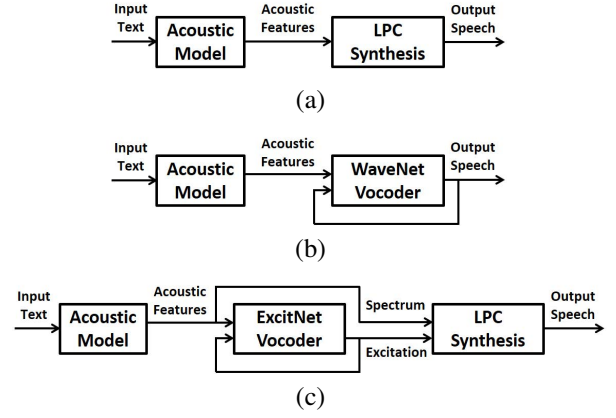 Input
Text
Acoustic
Model
Acoustic
Features
LPC
Synthesis
Output
Speech
(a)
Input
Text
Acoustic
Model
Acoustic
Features
WaveNet
Vocoder
Output
Speech
(b)
Input
Text
Acoustic
Model
Acoustic
Features
ExcitNet
Vocoder
Spectrum
Excitation
LPC
Synthesis
Output
Speech
(c)